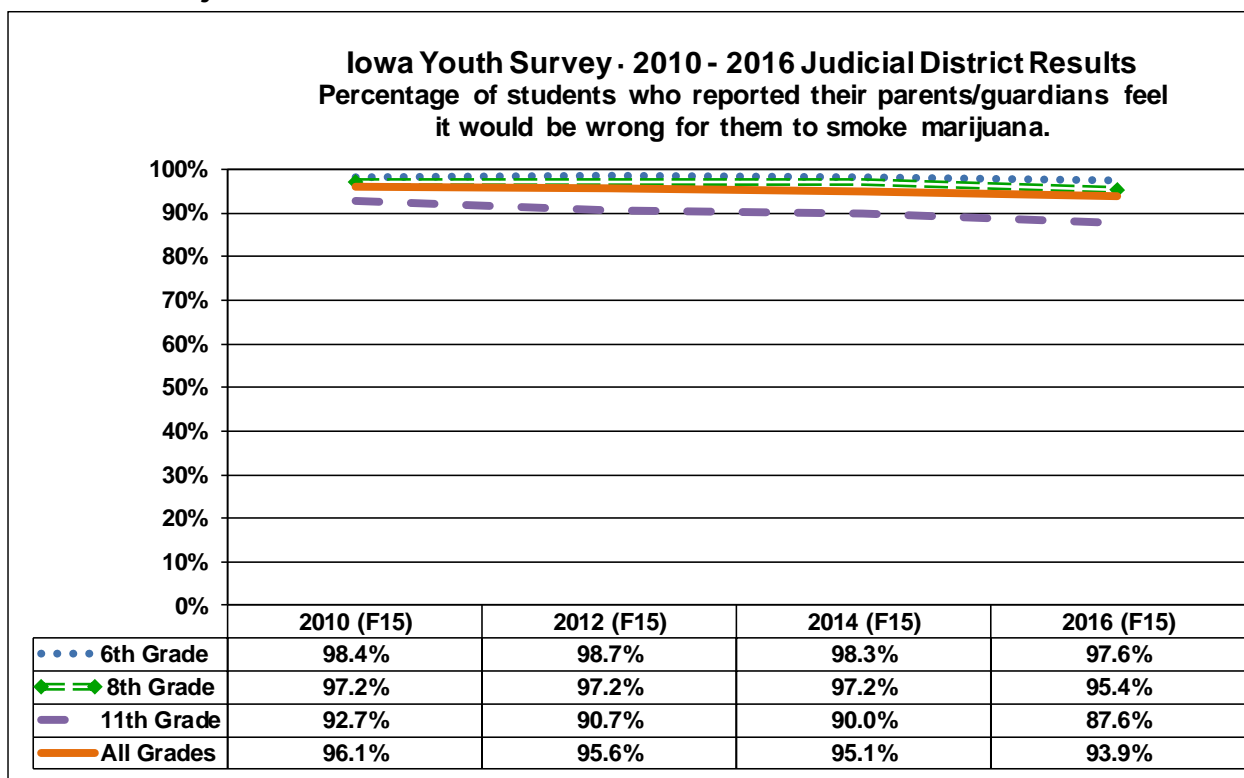 Iowa Youth Survey · 2010 - 2016 Judicial District Results
Percentage of students who reported their parents/guardians feel
it would be wrong for them to smoke marijuana.
100%
90%
80%
70%
60%
50%
40%
30%
20%
10%
0%
2010 (F15) 2012 (F15) 2014 (F15) 2016 (F15)
6th Grade 98.4% 98.7% 98.3% 97.6%
8th Grade 97.2% 97.2% 97.2% 95.4%
11th Grade 92.7% 90.7% 90.0% 87.6%
All Grades 96.1% 95.6% 95.1% 93.9%